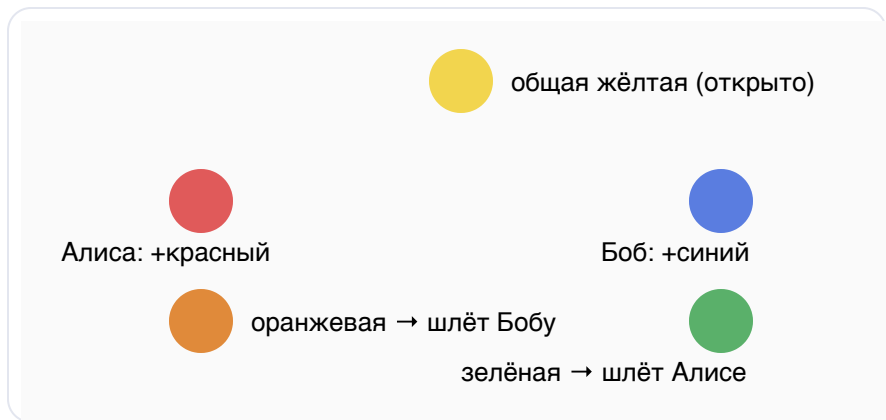 общая жёлтая (открыто)
Алиса: +красный
Боб: +синий
оранжевая → шлёт Бобу
зелёная → шлёт Алисе